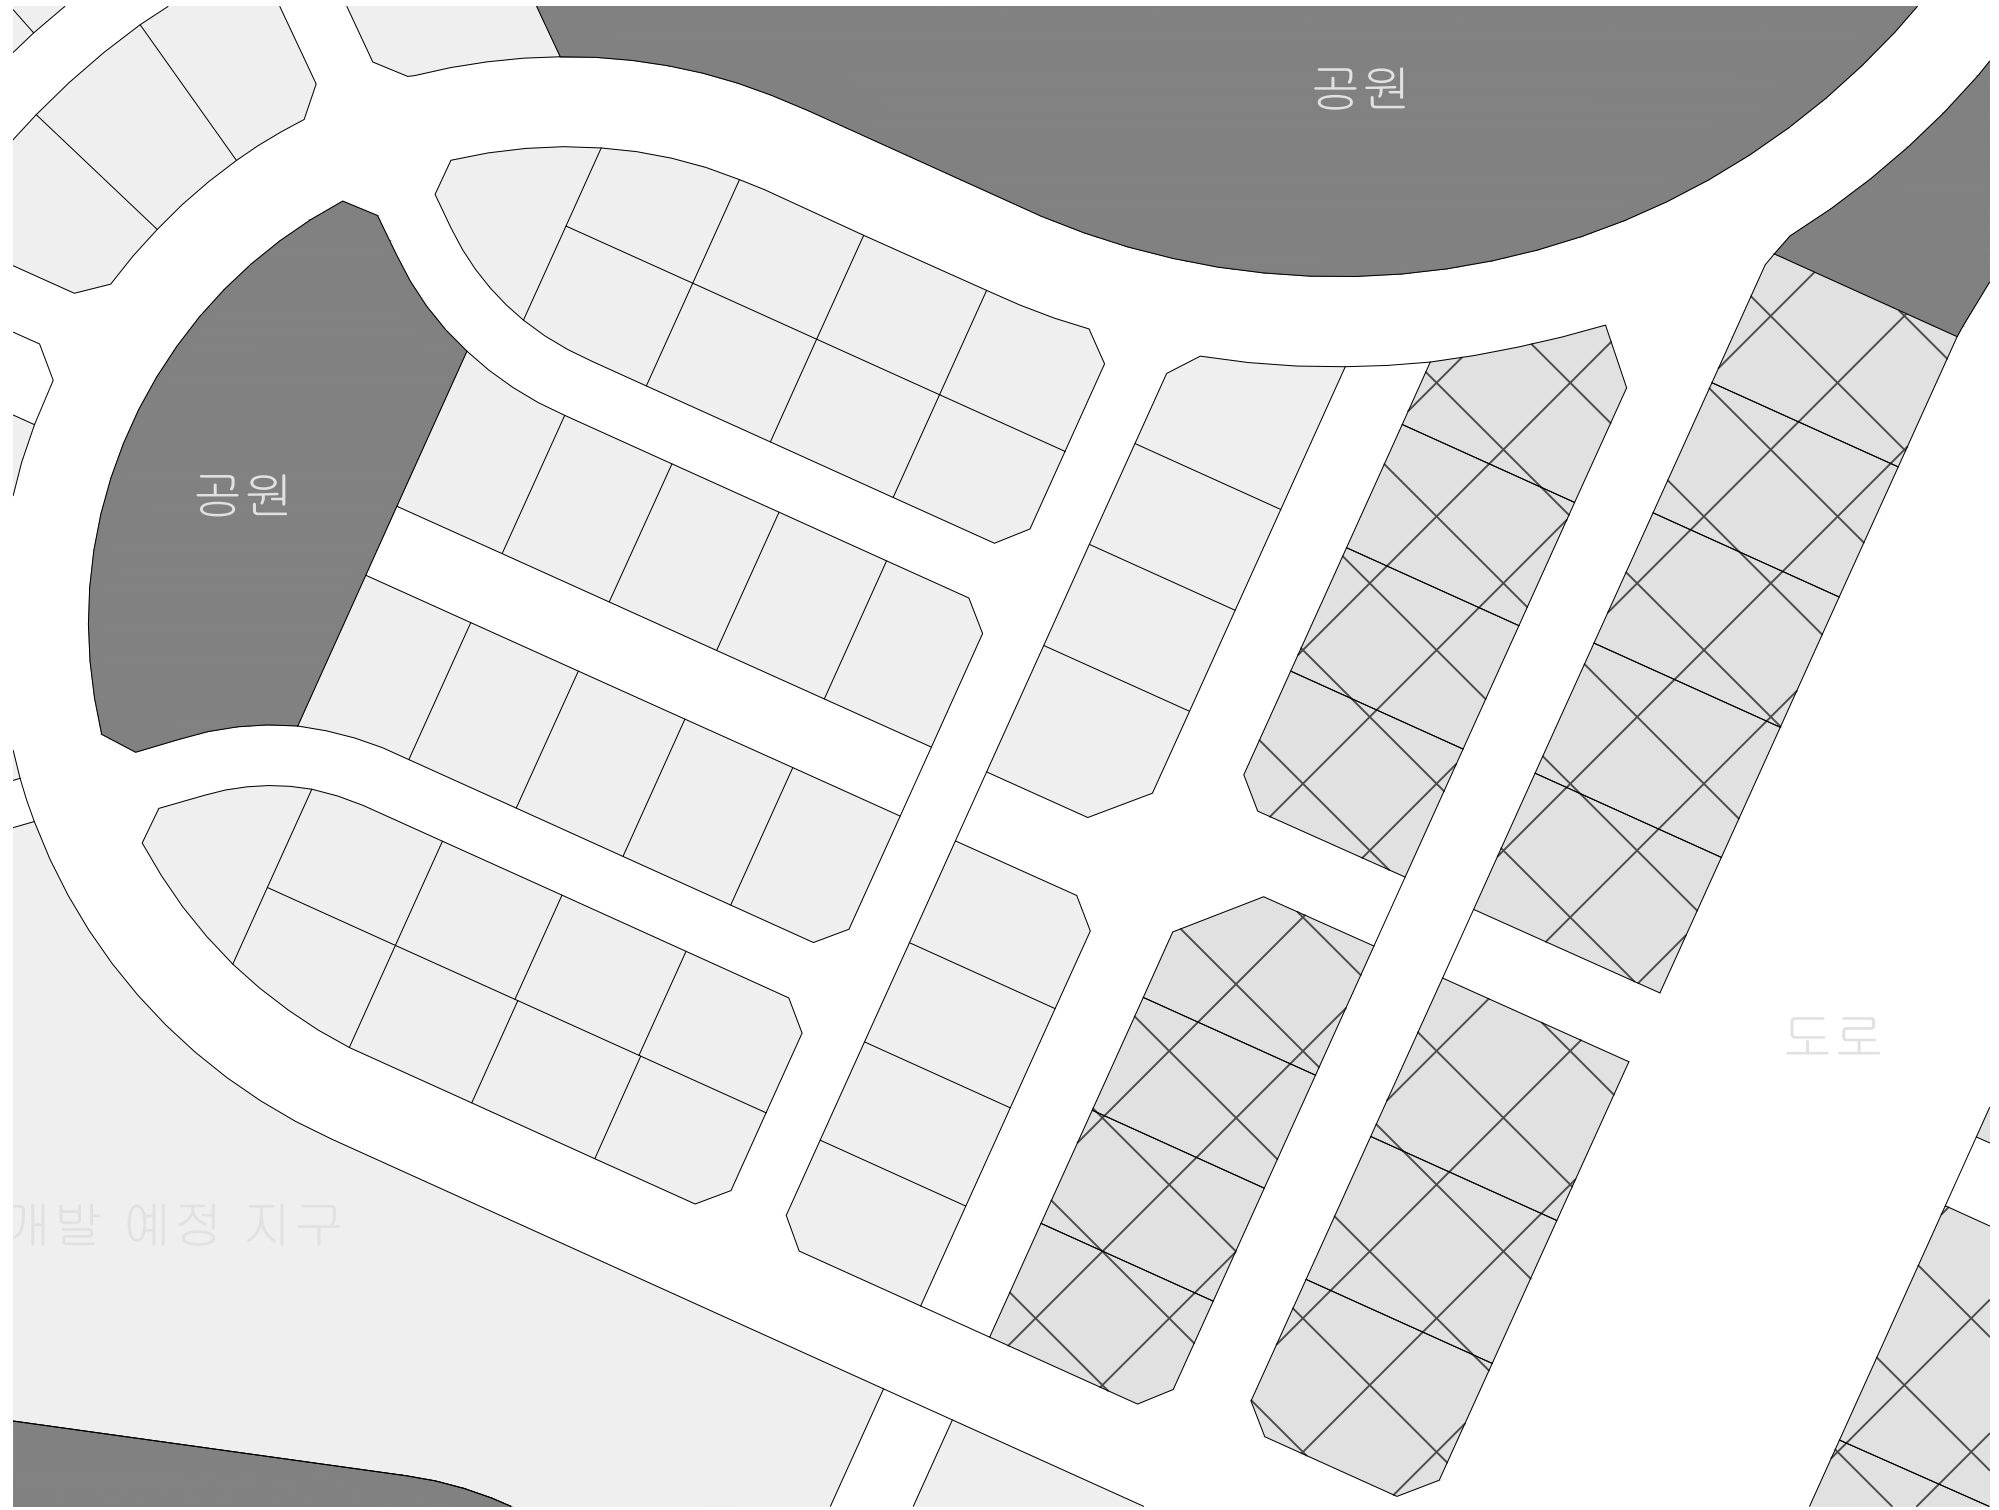 공원
공원
도로
개발 예정 지구